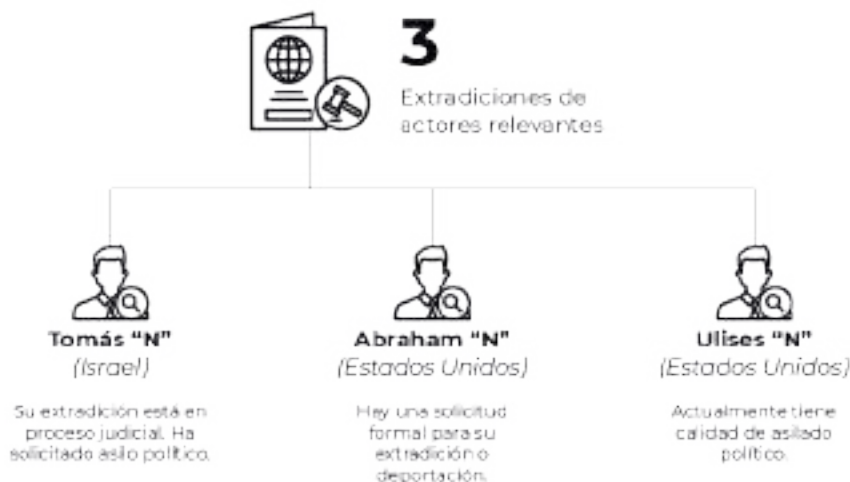 3
Extradiciones de
actores relevantes
Tomás “N”
(Israel)
Su extradición está en
proceso judicial. Ha
solicitado asilo político.
Abraham “N”
(Estados Unidos)
Hay una solicitud
formal para su
extradición o
deportación.
Ulises “N”
(Estados Unidos)
Actualmente tiene
calidad de asilado
político.